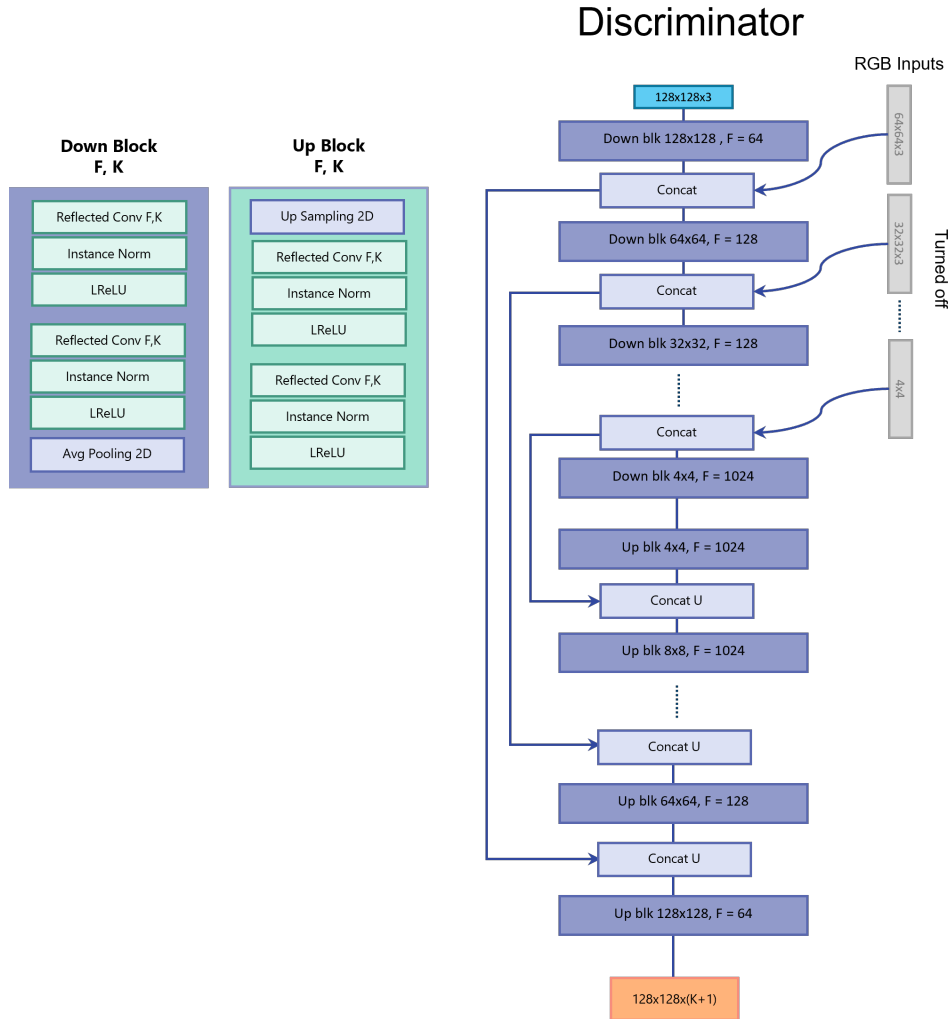 Discriminator
RGB Inputs
128x128x3
64x64x3
Down blk 128x128 , F = 64
Concat
32x32x3
Turned off
Down blk 64x64, F = 128
Concat
Down blk 32x32, F = 128
4x4
Concat
Down blk 4x4, F = 1024
Up blk 4x4, F = 1024
Concat U
Up blk 8x8, F = 1024
Concat U
Up blk 64x64, F = 128
Concat U
Up blk 128x128, F = 64
128x128x(K+1)
Down Block
F, K
Reflected Conv F,K
Instance Norm
LReLU
Reflected Conv F,K
Instance Norm
LReLU
Avg Pooling 2D
Up Block
F, K
Up Sampling 2D
Reflected Conv F,K
Instance Norm
LReLU
Reflected Conv F,K
Instance Norm
LReLU